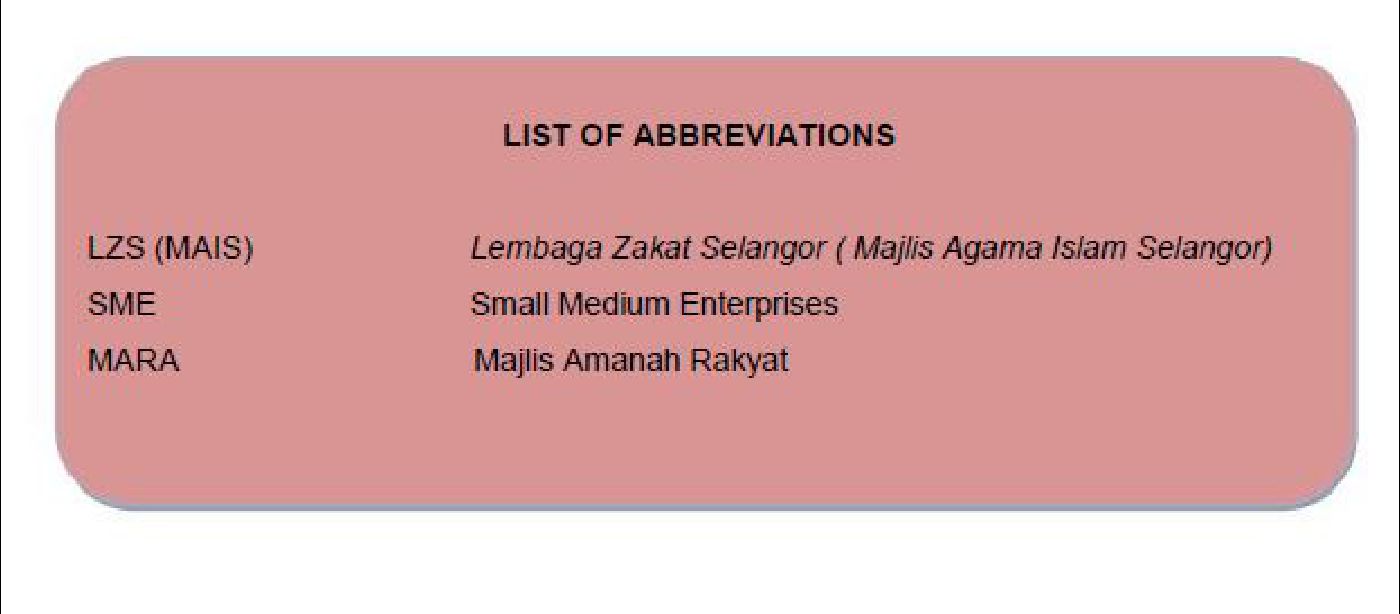 LIST OF ABBREVIATIONS
LZS (MAIS) Lembaga Zakat Selangor ( Majlis Agama Islam Selangor)
SME Small Medium Enterprises
MARA Majlis Amanah Rakyat